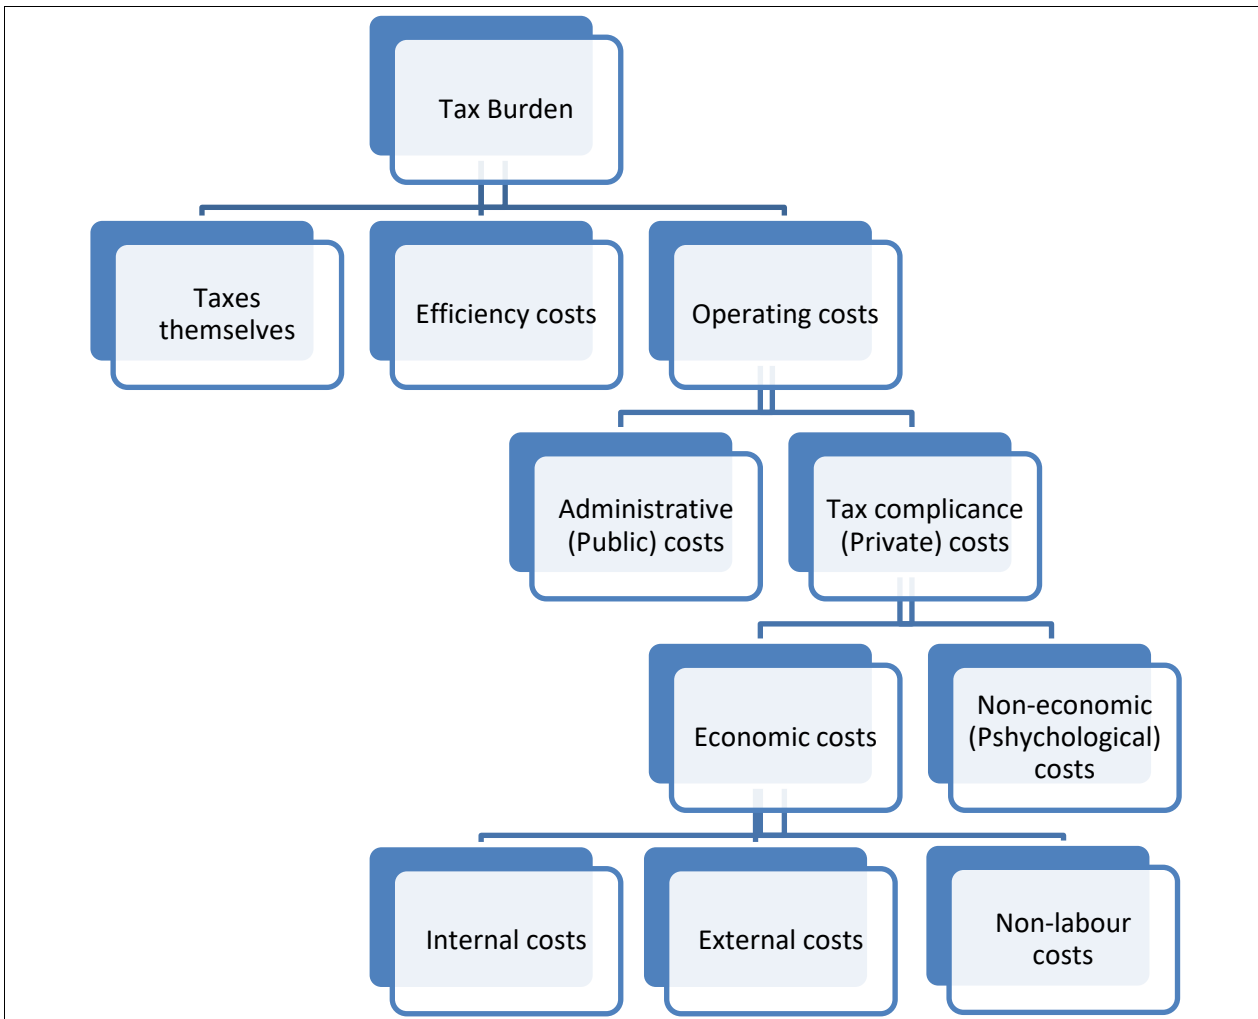 Tax Burden
Taxes
themselves
Efficiency costs
Operating costs
Administrative
(Public) costs
Tax complicance
(Private) costs
Economic costs
Non-economic
(Pshychological)
costs
Internal costs
External costs
Non-labour
costs